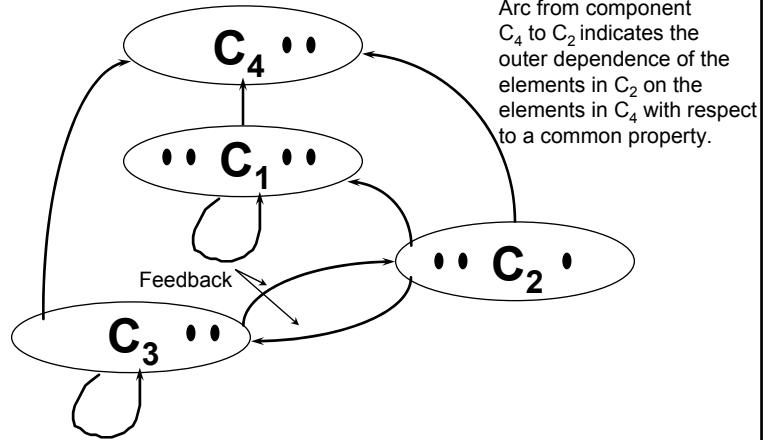 Arc from component
C4 to C2 indicates the
outer dependence of the
elements in C2 on the
elements in C4 with respect
to a common property.
C4
C1
C2
Feedback
C3